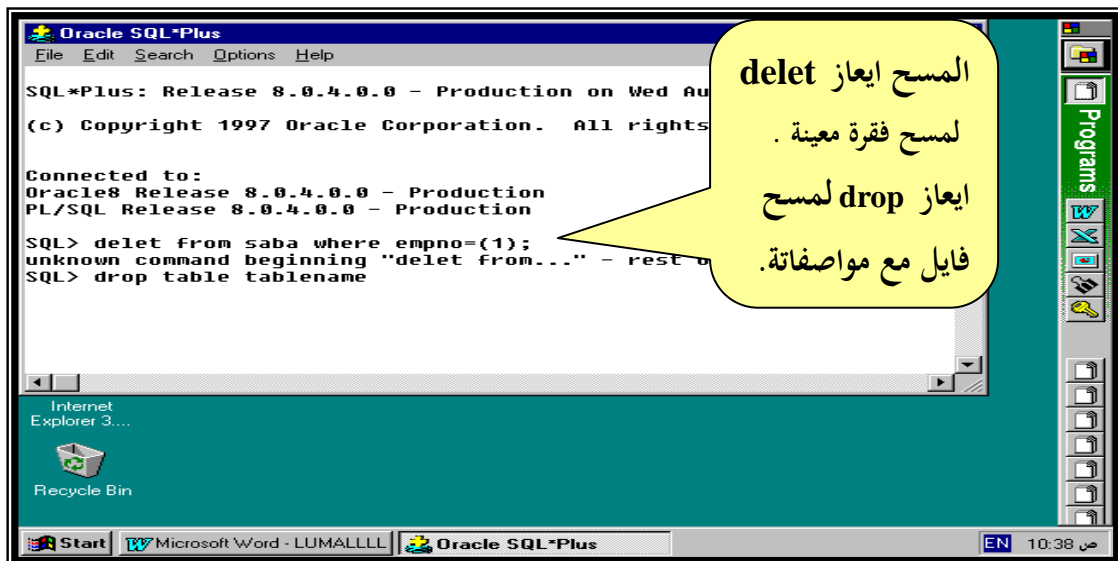 Oracle SQL*Plus
File Edit Search Options Help
SQL*Plus: Release 8.0.4.0.0 - Production on Wed Au
(c) Copyright 1997 Oracle Corporation. All rights
Connected to:
Oracle8 Release 8.0.4.0.0 - Production
PL/SQL Release 8.0.4.0.0 - Production
SQL> delet from saba where empno=(1);
unknown command beginning "delet from..." - rest o
SQL> drop table tablename
المسح ايعاز delet
لمسح فقرة معينة .
ايعاز drop لمسح
فايل مع مواصفاتة.
Programs
Internet
Explorer 3....
Recycle Bin
Start
Microsoft Word - LUMALLLL
Oracle SQL*Plus
EN
10:38 ص